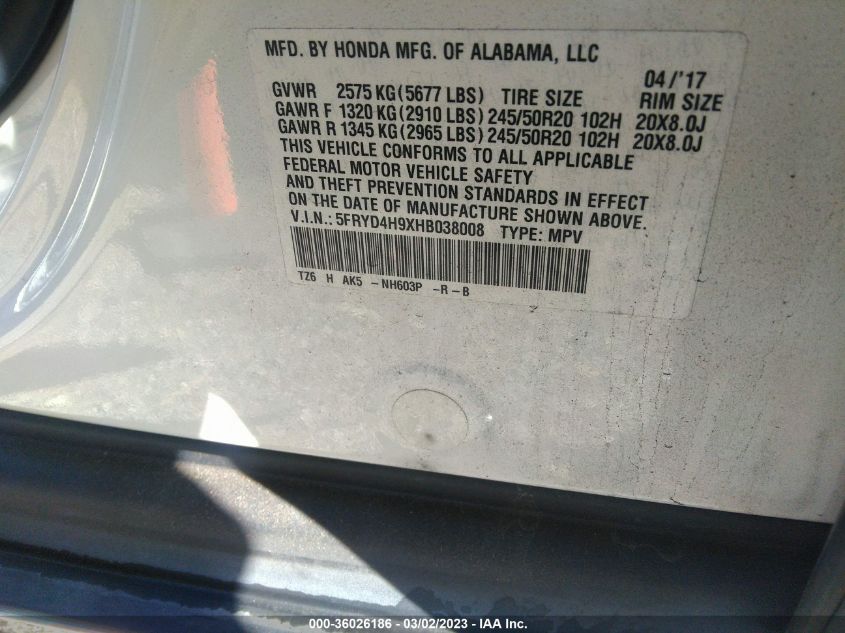 MFD. BY HONDA MFG. OF ALABAMA, LLC
04/'17
GVWR 2575 KG (5677 LBS) TIRE SIZE RIM SIZE
GAWR F 1320 KG (2910 LBS) 245/50R20 102H 20X8.0J
GAWR R 1345 KG (2965 LBS) 245/50R20 102H 20X8.0J
THIS VEHICLE CONFORMS TO ALL APPLICABLE
FEDERAL MOTOR VEHICLE SAFETY
AND THEFT PREVENTION STANDARDS IN EFFECT
ON THE DATE OF MANUFACTURE SHOWN ABOVE.
V.I.N.: 5FRYD4H9XHB038008 TYPE: MPV
TZ6 H AK5 -NH603P -R-B
000-36026186 - 03/02/2023 - IAA Inc.